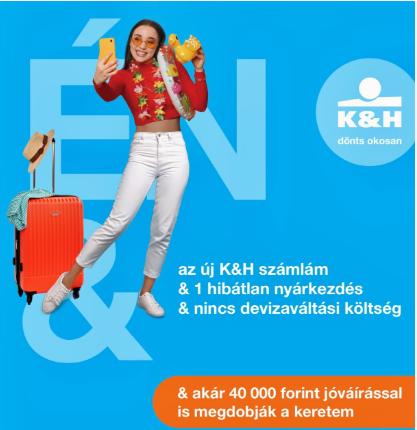 ÉN
&
K&H
dönts okosan
az új K&H számlám
& 1 hibátlan nyárkezdés
& nincs devizaváltási költség
& akár 40 000 forint jóváírással
is megdobják a keretem